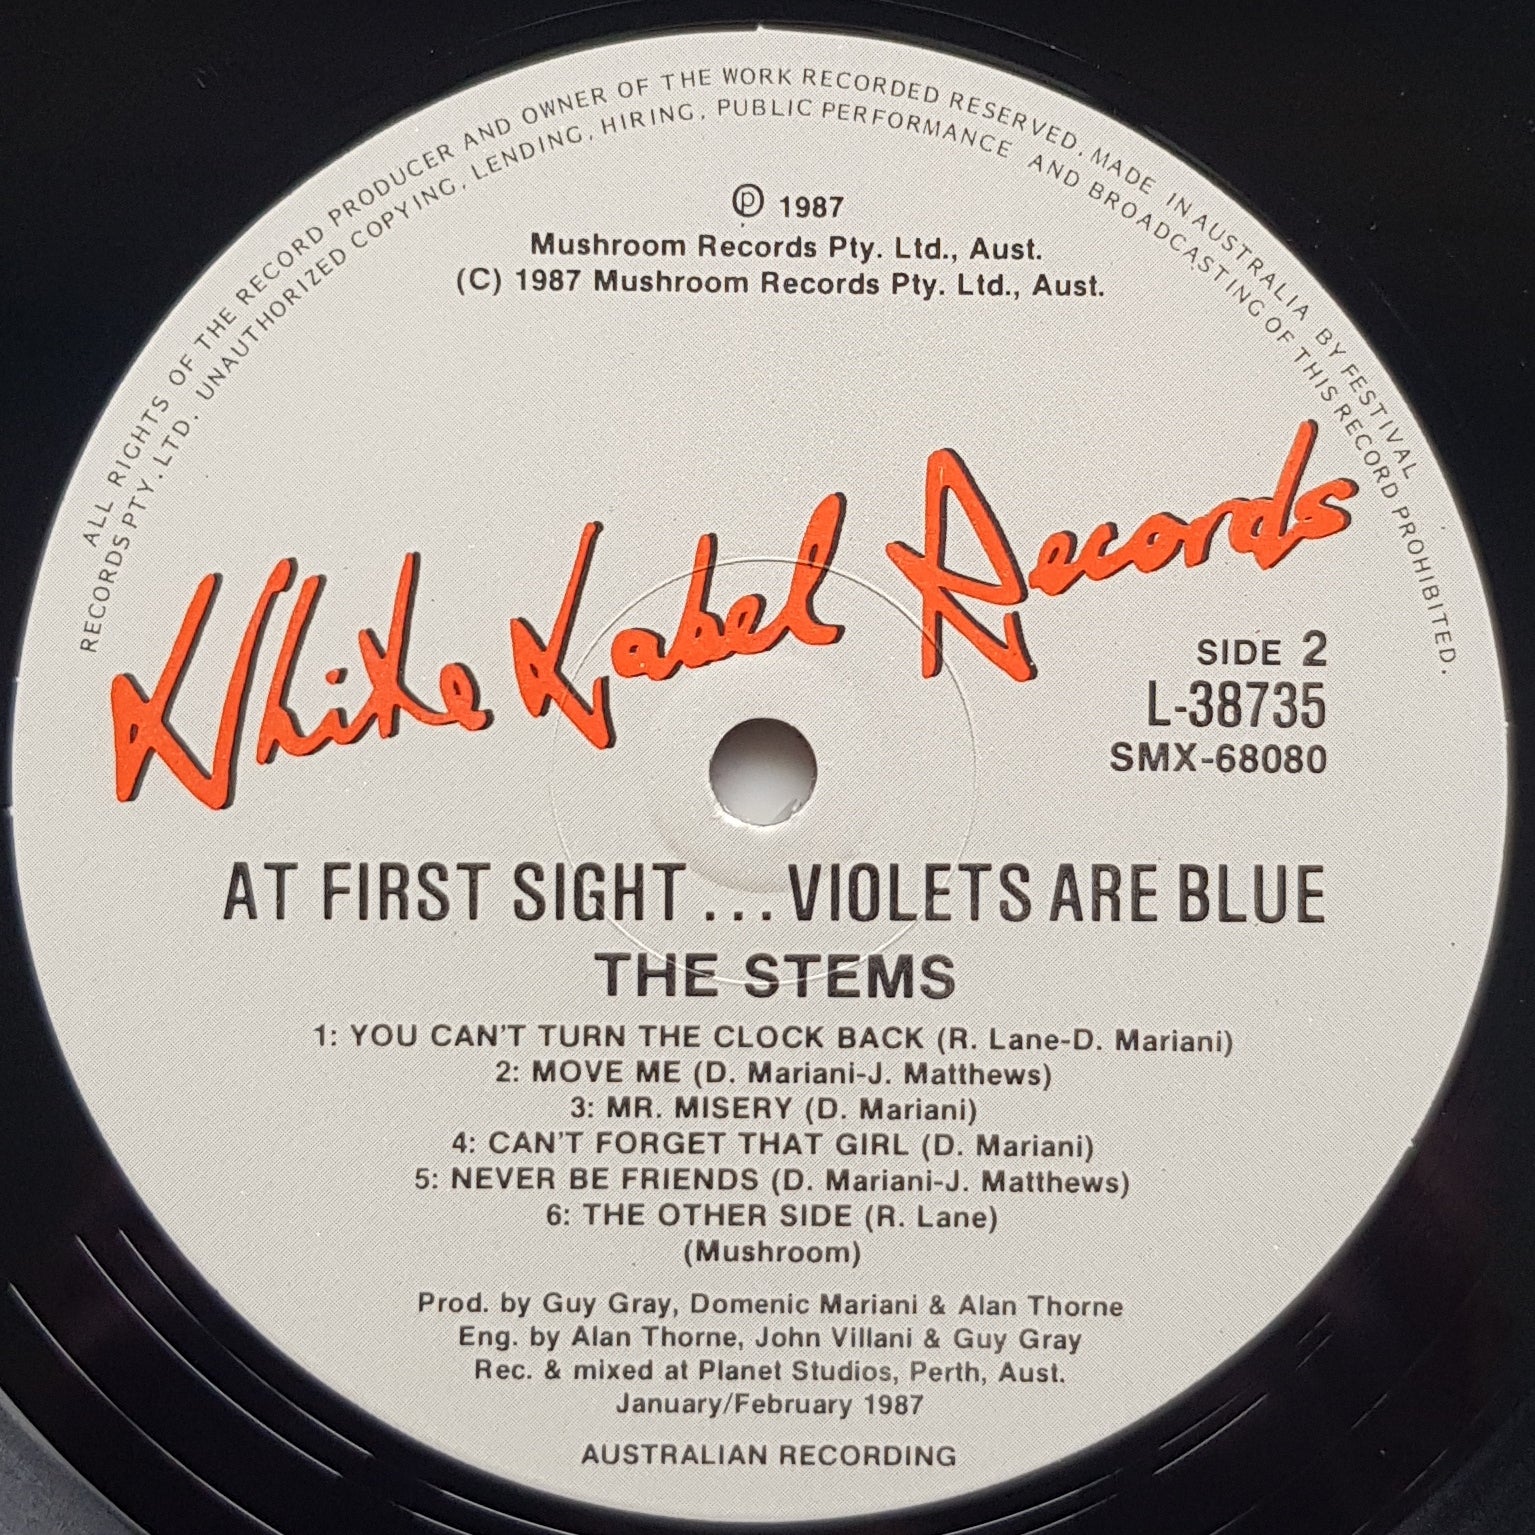 ALL RIGHTS OF THE RECORD PRODUCER AND OWNER OF THE WORK RECORDED RESERVED. MADE IN AUSTRALIA BY FESTIVAL
RECORDS PTY. LTD. UNAUTHORIZED COPYING, LENDING, HIRING, PUBLIC PERFORMANCE AND BROADCASTING OF THIS RECORD PROHIBITED.
℗ 1987
Mushroom Records Pty. Ltd., Aust.
(C) 1987 Mushroom Records Pty. Ltd., Aust.
White Label Records
SIDE 2
L-38735
SMX-68080
AT FIRST SIGHT... VIOLETS ARE BLUE
THE STEMS
1: YOU CAN'T TURN THE CLOCK BACK (R. Lane-D. Mariani)
2: MOVE ME (D. Mariani-J. Matthews)
3: MR. MISERY (D. Mariani)
4: CAN'T FORGET THAT GIRL (D. Mariani)
5: NEVER BE FRIENDS (D. Mariani-J. Matthews)
6: THE OTHER SIDE (R. Lane)
(Mushroom)
Prod. by Guy Gray, Domenic Mariani & Alan Thorne
Eng. by Alan Thorne, John Villani & Guy Gray
Rec. & mixed at Planet Studios, Perth, Aust.
January/February 1987
AUSTRALIAN RECORDING